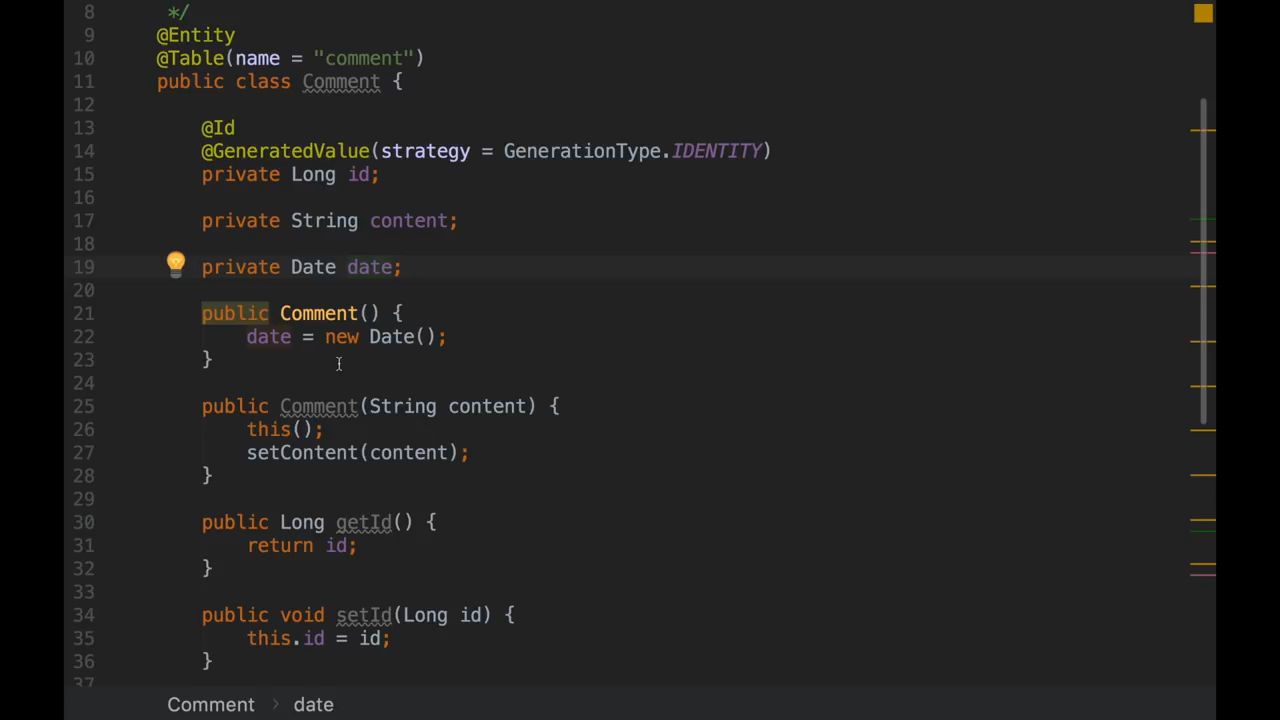 8 */
9 @Entity
10 @Table(name = "comment")
11 public class Comment {
12
13 @Id
14 @GeneratedValue(strategy = GenerationType.IDENTITY)
15 private Long id;
16
17 private String content;
18
19 private Date date;
20
21 public Comment() {
22 date = new Date();
23 }
24
25 public Comment(String content) {
26 this();
27 setContent(content);
28 }
29
30 public Long getId() {
31 return id;
32 }
33
34 public void setId(Long id) {
35 this.id = id;
36 }
37
Comment > date